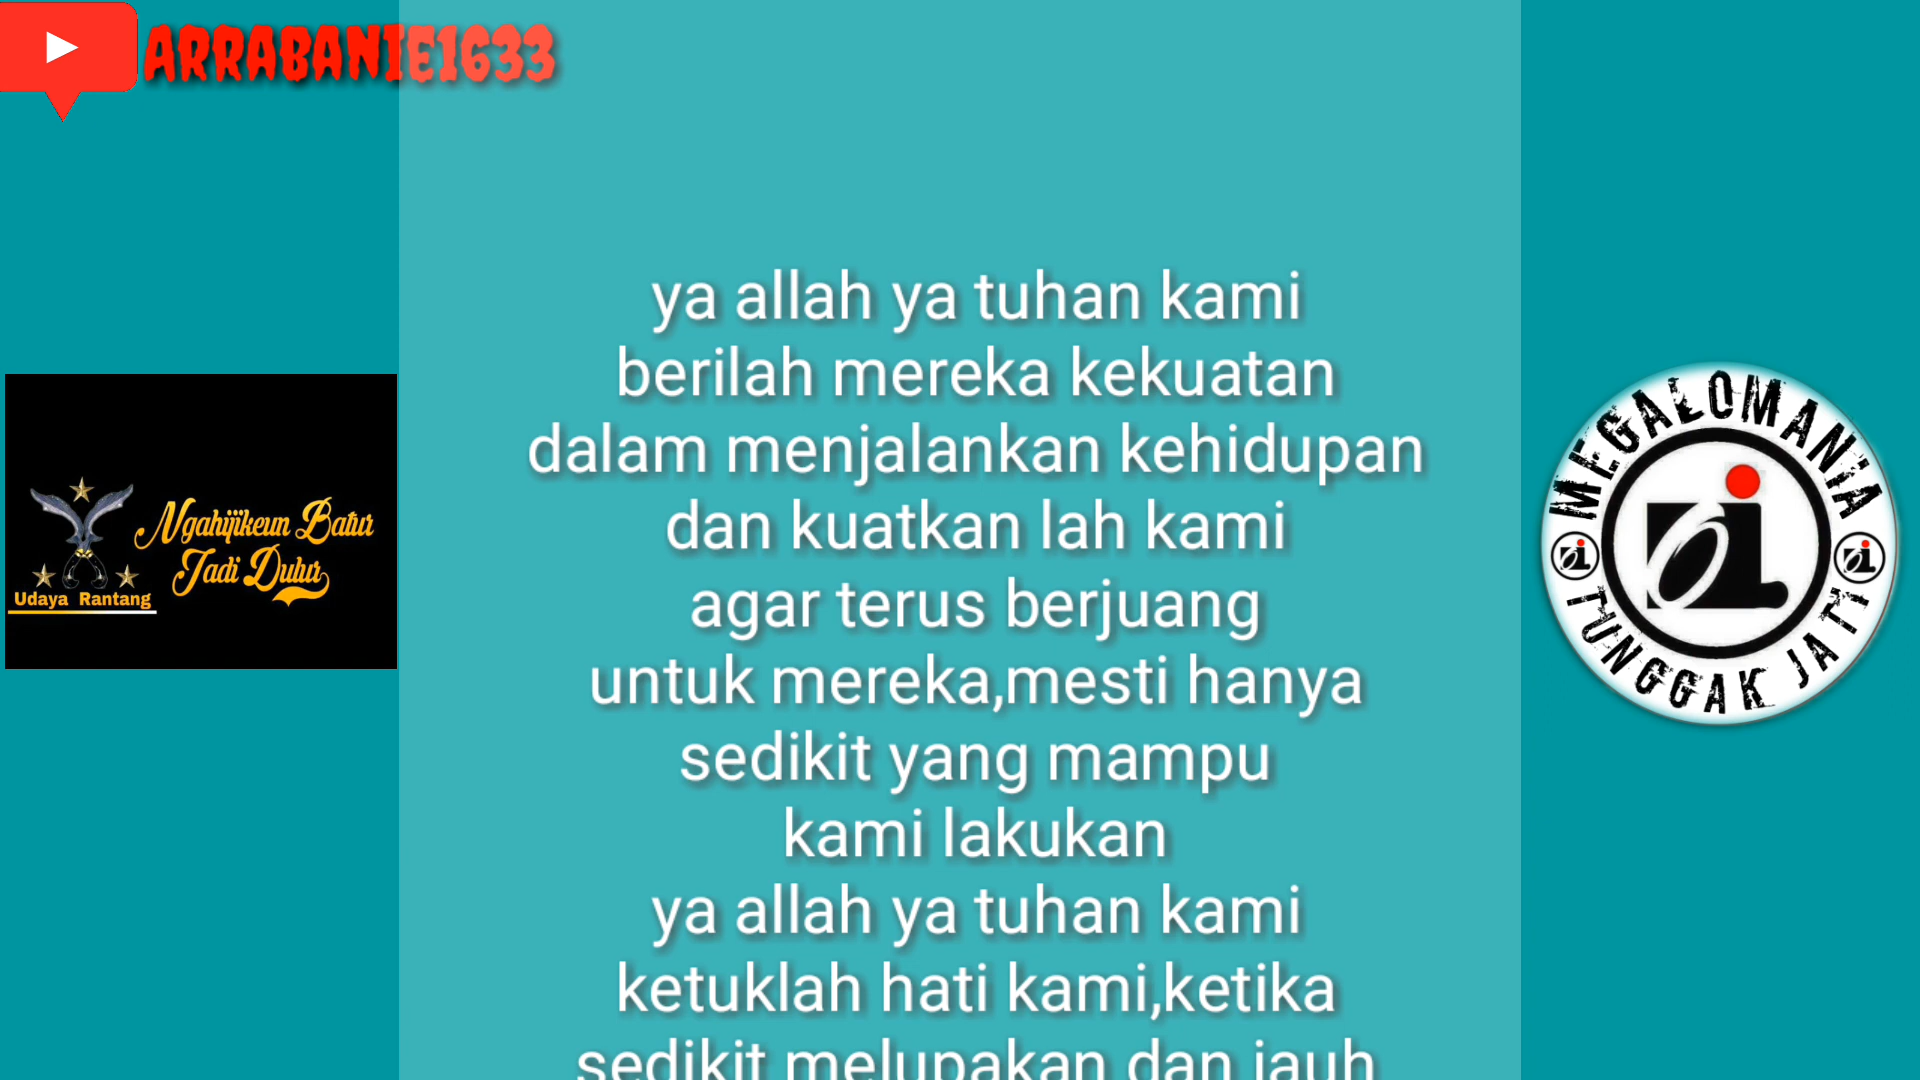 ARRABANIE1633
ya allah ya tuhan kami
berilah mereka kekuatan
dalam menjalankan kehidupan
dan kuatkan lah kami
agar terus berjuang
untuk mereka,mesti hanya
sedikit yang mampu
kami lakukan
ya allah ya tuhan kami
ketuklah hati kami,ketika
sedikit melupakan dan jauh
Ngahijikeun Batur
Jadi Dulur
Udaya Rantang
MEGALOMANIA
TUNGGAK JATI